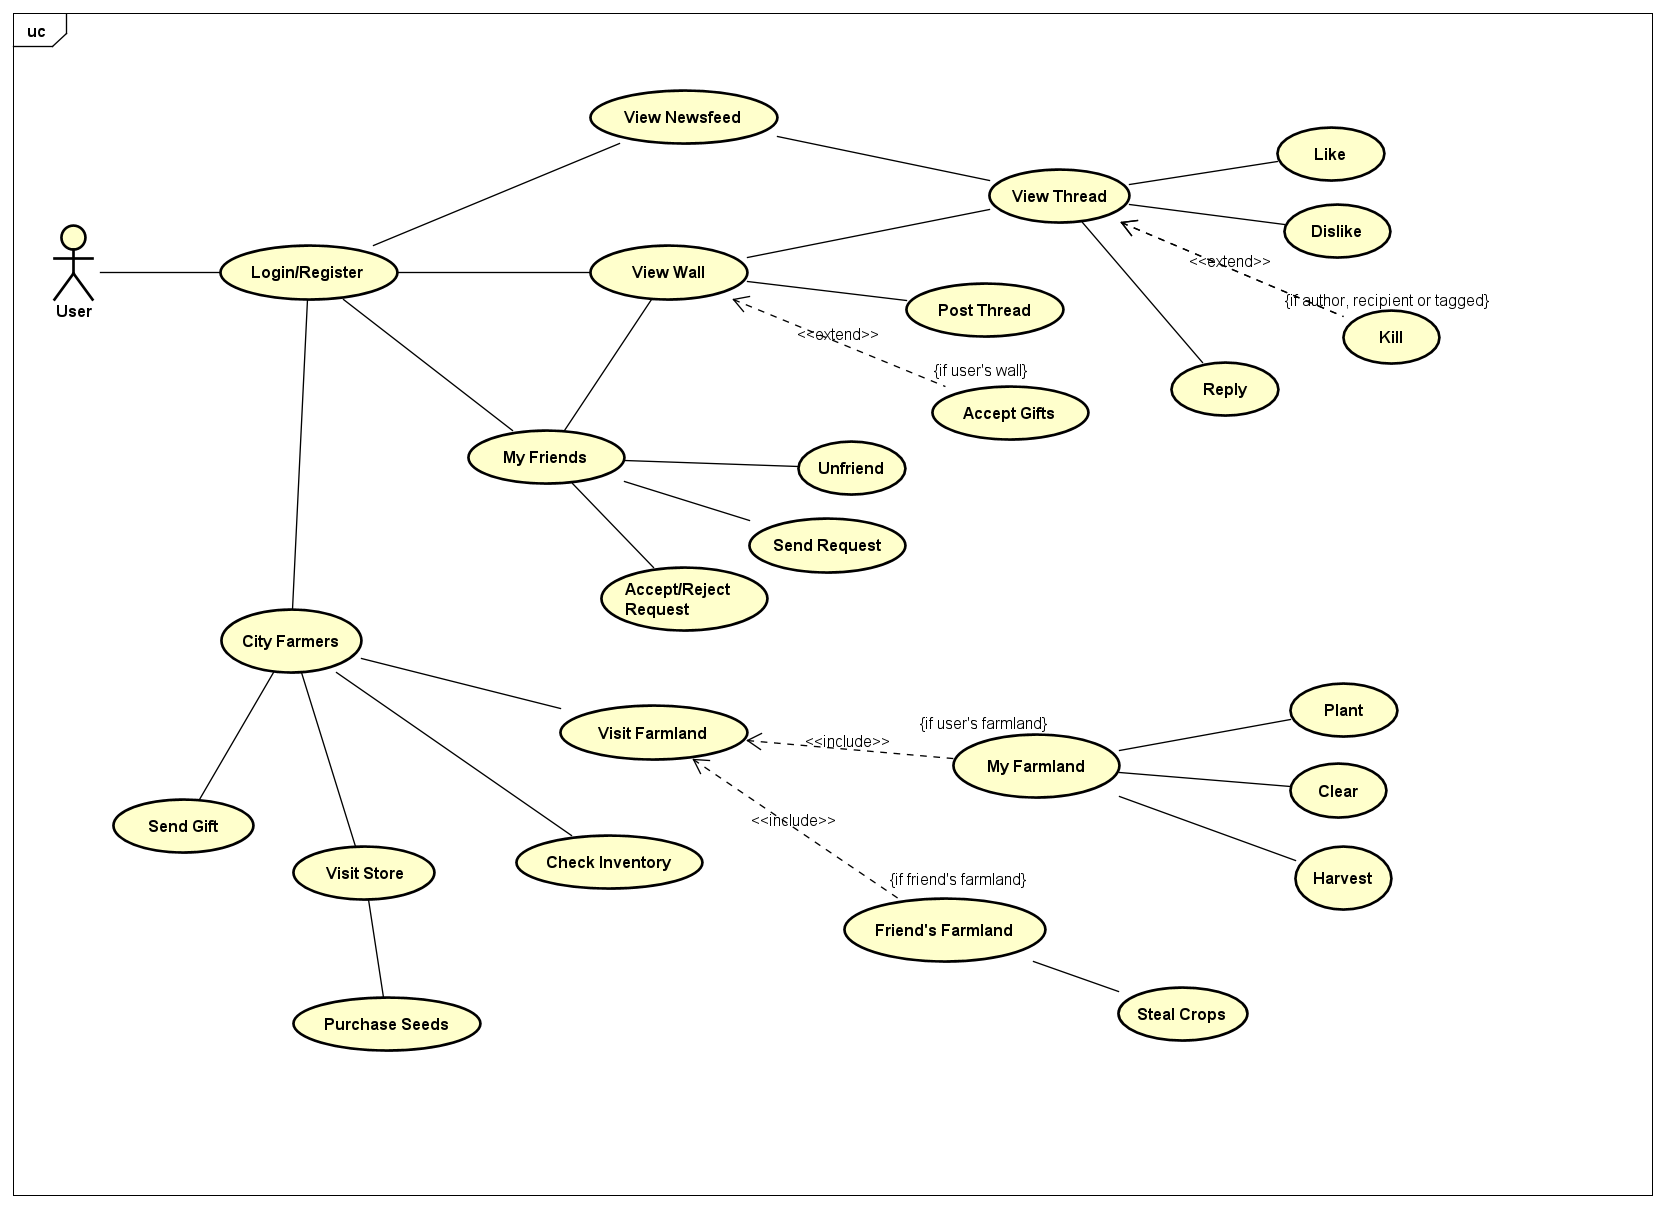 uc
View Newsfeed
Like
View Thread
Dislike
User
Login/Register
View Wall
<<extend>>
{if author, recipient or tagged}
Post Thread
Kill
<<extend>>
{if user's wall}
Reply
Accept Gifts
My Friends
Unfriend
Send Request
Accept/Reject
Request
City Farmers
Visit Farmland
<<include>>
{if user's farmland}
My Farmland
Plant
Clear
Harvest
<<include>>
{if friend's farmland}
Send Gift
Visit Store
Check Inventory
Friend's Farmland
Purchase Seeds
Steal Crops